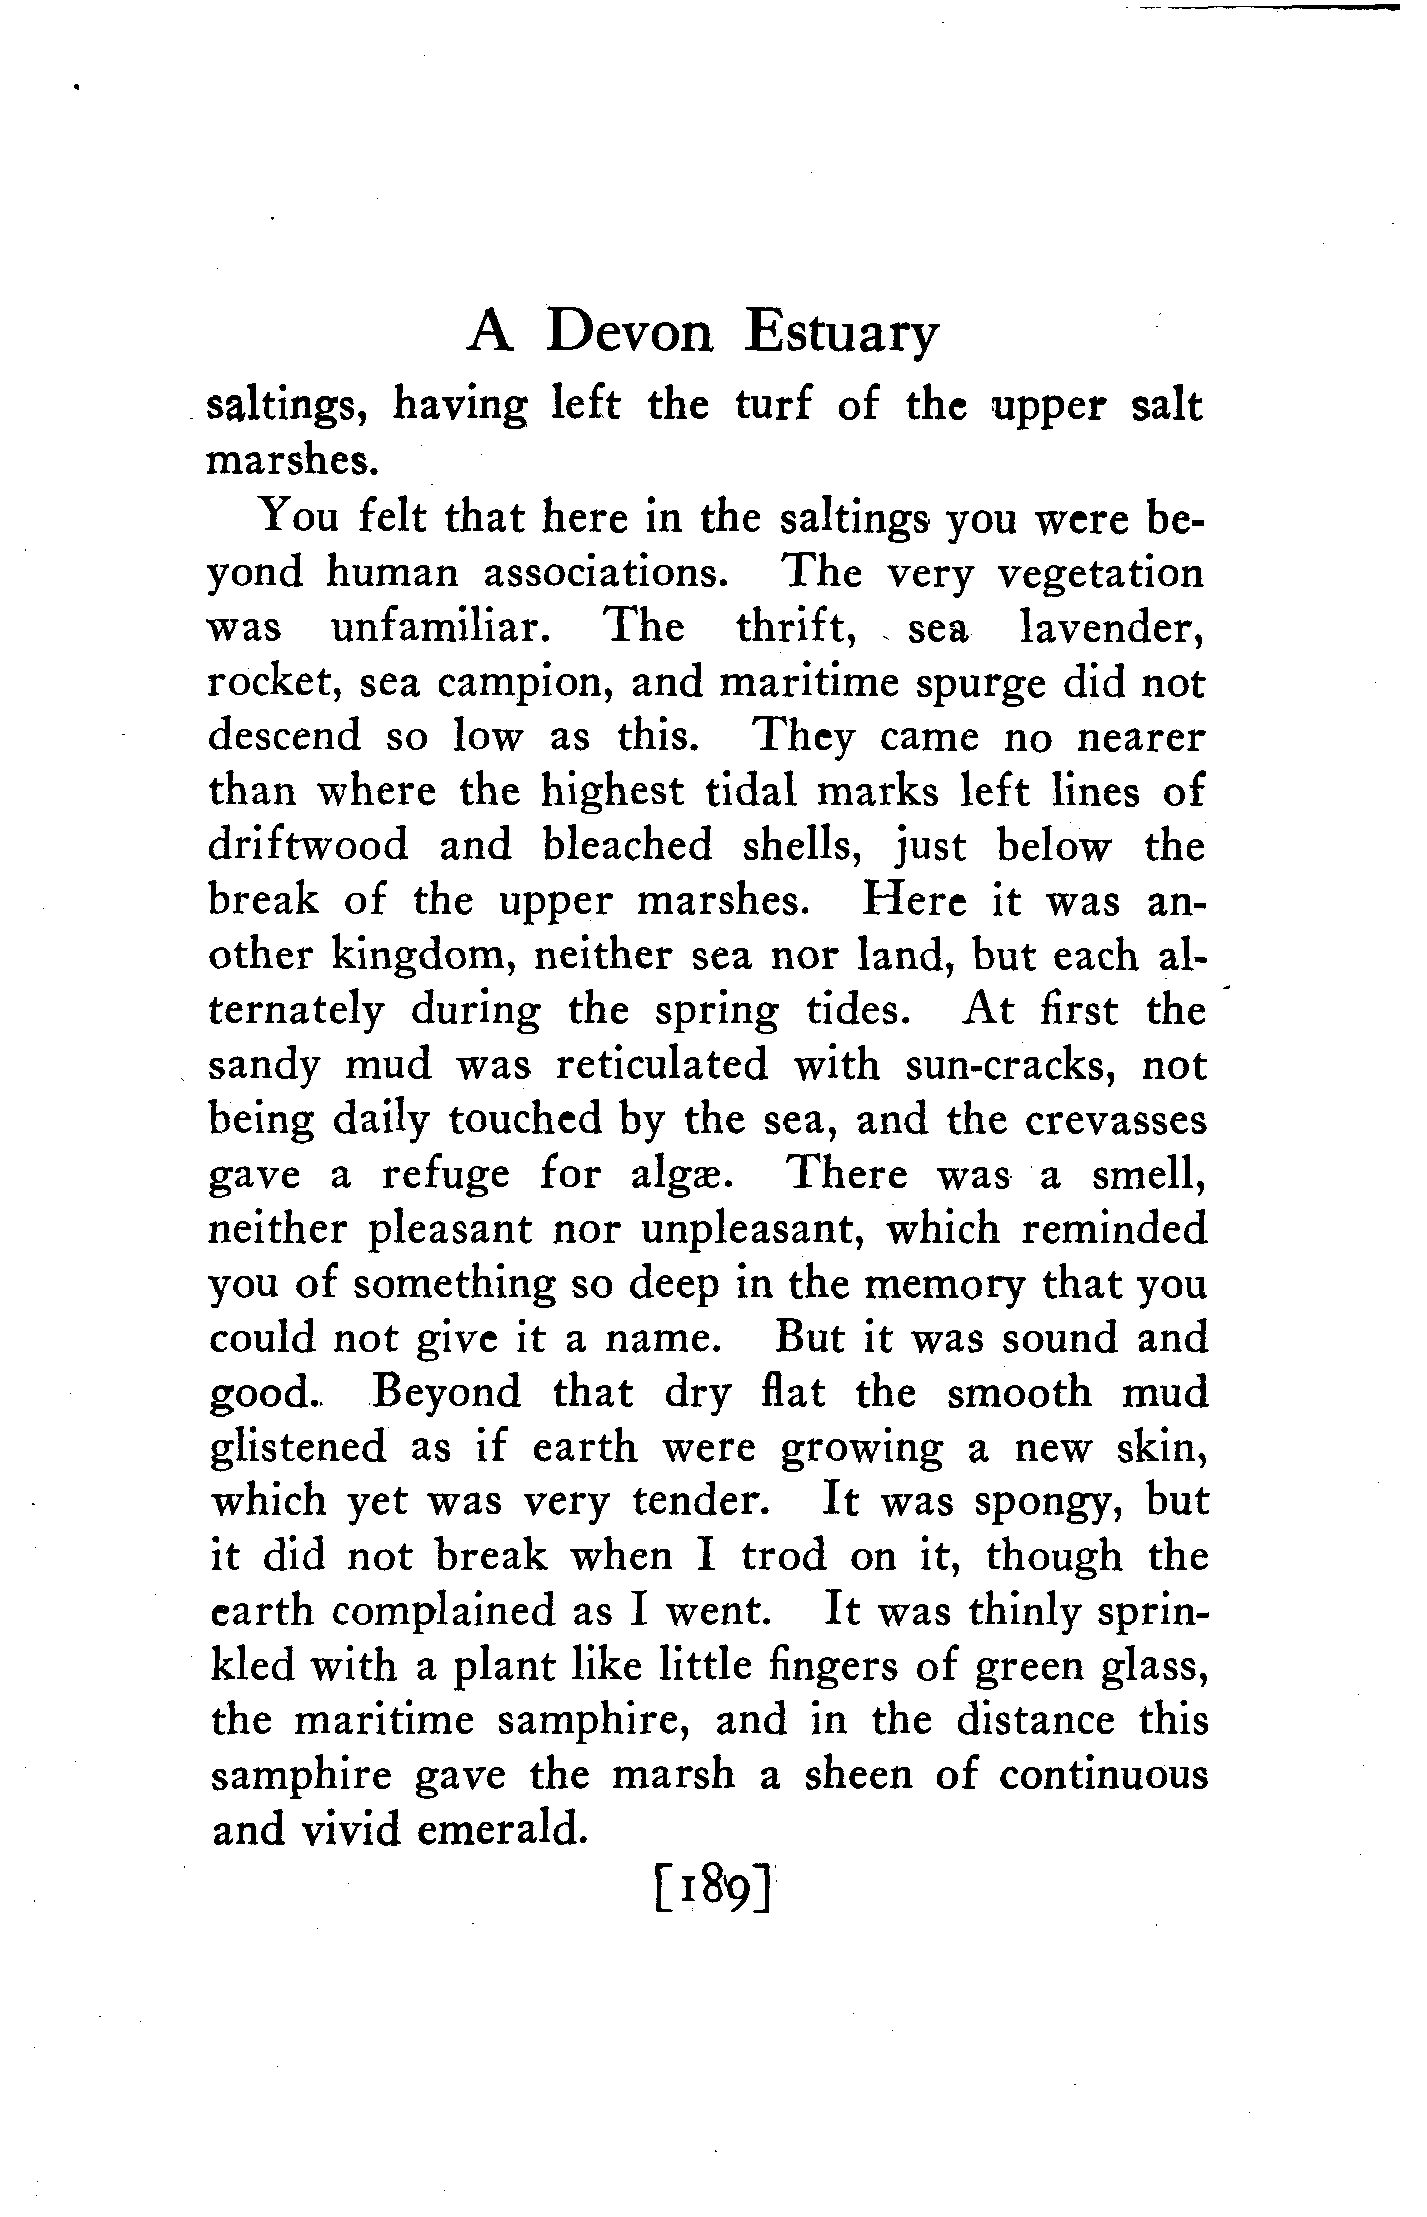 A Devon Estuary
saltings, having left the turf of the upper salt
marshes.
You felt that here in the saltings you were be-
yond human associations. The very vegetation
was unfamiliar. The thrift, sea lavender,
rocket, sea campion, and maritime spurge did not
descend so low as this. They came no nearer
than where the highest tidal marks left lines of
driftwood and bleached shells, just below the
break of the upper marshes. Here it was an-
other kingdom, neither sea nor land, but each al-
ternately during the spring tides. At first the
sandy mud was reticulated with sun-cracks, not
being daily touched by the sea, and the crevasses
gave a refuge for algæ. There was a smell,
neither pleasant nor unpleasant, which reminded
you of something so deep in the memory that you
could not give it a name. But it was sound and
good. Beyond that dry flat the smooth mud
glistened as if earth were growing a new skin,
which yet was very tender. It was spongy, but
it did not break when I trod on it, though the
earth complained as I went. It was thinly sprin-
kled with a plant like little fingers of green glass,
the maritime samphire, and in the distance this
samphire gave the marsh a sheen of continuous
and vivid emerald.
[189]